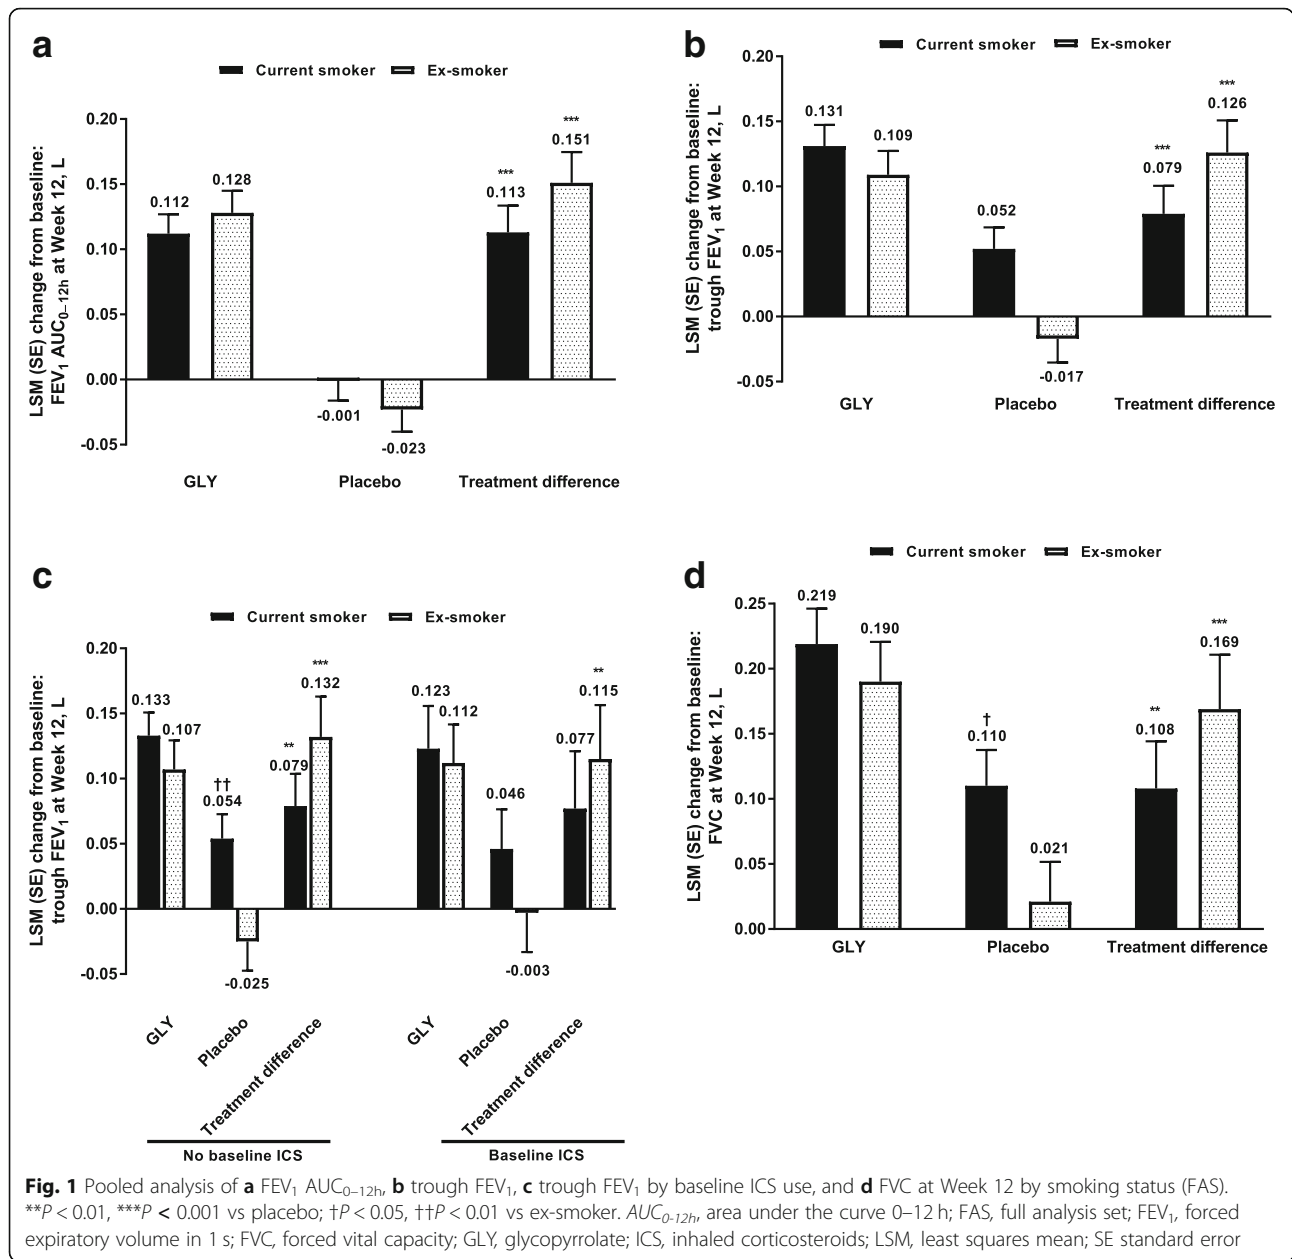 a
Current smoker Ex-smoker
LSM (SE) change from baseline:
FEV1 AUC0–12h at Week 12, L
0.20
0.15
0.10
0.05
0.00
-0.05
0.112
0.128
-0.001
-0.023
***
0.113
***
0.151
GLY Placebo Treatment difference
b
Current smoker Ex-smoker
LSM (SE) change from baseline:
trough FEV1 at Week 12, L
0.20
0.15
0.10
0.05
0.00
-0.05
0.131
0.109
0.052
-0.017
***
0.079
***
0.126
GLY Placebo Treatment difference
c
Current smoker Ex-smoker
LSM (SE) change from baseline:
trough FEV1 at Week 12, L
0.20
0.15
0.10
0.05
0.00
-0.05
0.133
0.107
††
0.054
-0.025
**
0.079
***
0.132
0.123
0.112
0.046
-0.003
0.077
**
0.115
GLY Placebo Treatment difference GLY Placebo Treatment difference
No baseline ICS Baseline ICS
d
Current smoker Ex-smoker
LSM (SE) change from baseline:
FVC at Week 12, L
0.25
0.20
0.15
0.10
0.05
0.00
0.219
0.190
†
0.110
0.021
**
0.108
***
0.169
GLY Placebo Treatment difference
Fig. 1 Pooled analysis of a FEV1 AUC0–12h, b trough FEV1, c trough FEV1 by baseline ICS use, and d FVC at Week 12 by smoking status (FAS).
**P < 0.01, ***P < 0.001 vs placebo; †P < 0.05, ††P < 0.01 vs ex-smoker. AUC0-12h, area under the curve 0–12 h; FAS, full analysis set; FEV1, forced
expiratory volume in 1 s; FVC, forced vital capacity; GLY, glycopyrrolate; ICS, inhaled corticosteroids; LSM, least squares mean; SE standard error